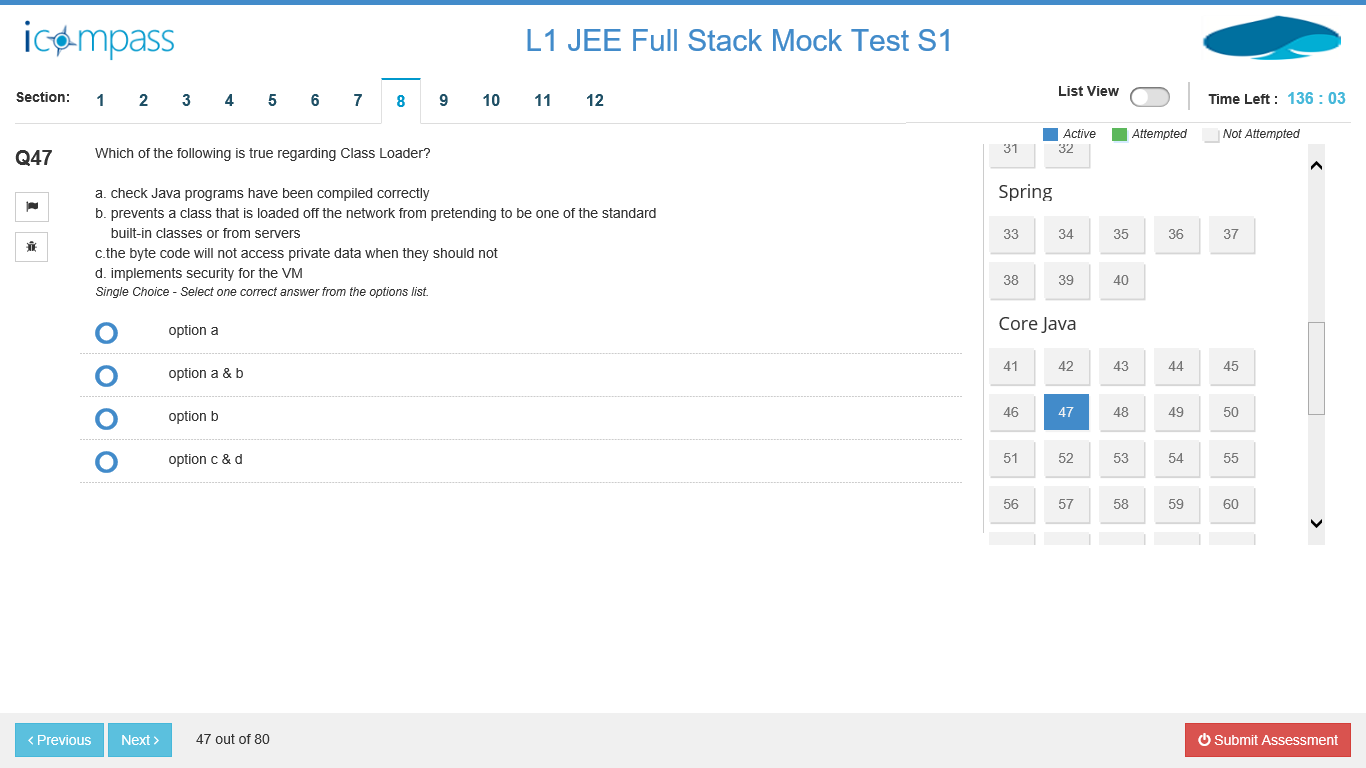 icompass
L1 JEE Full Stack Mock Test S1
Section: 1 2 3 4 5 6 7 8 9 10 11 12
List View
Time Left : 136 : 03
Active Attempted Not Attempted
Q47
Which of the following is true regarding Class Loader?
a. check Java programs have been compiled correctly
b. prevents a class that is loaded off the network from pretending to be one of the standard
built-in classes or from servers
c.the byte code will not access private data when they should not
d. implements security for the VM
Single Choice - Select one correct answer from the options list.
option a
option a & b
option b
option c & d
31 32
Spring
33 34 35 36 37
38 39 40
Core Java
41 42 43 44 45
46 47 48 49 50
51 52 53 54 55
56 57 58 59 60
‹ Previous
Next ›
47 out of 80
Submit Assessment